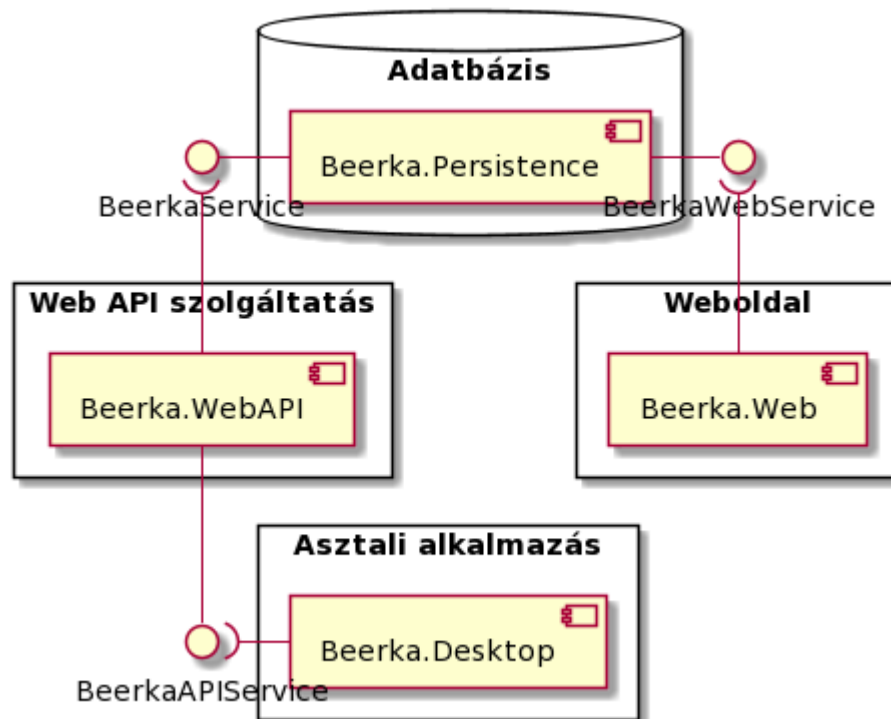 Adatbázis
Beerka.Persistence
BeerkaService
BeerkaWebService
Web API szolgáltatás
Beerka.WebAPI
Weboldal
Beerka.Web
Asztali alkalmazás
Beerka.Desktop
BeerkaAPIService